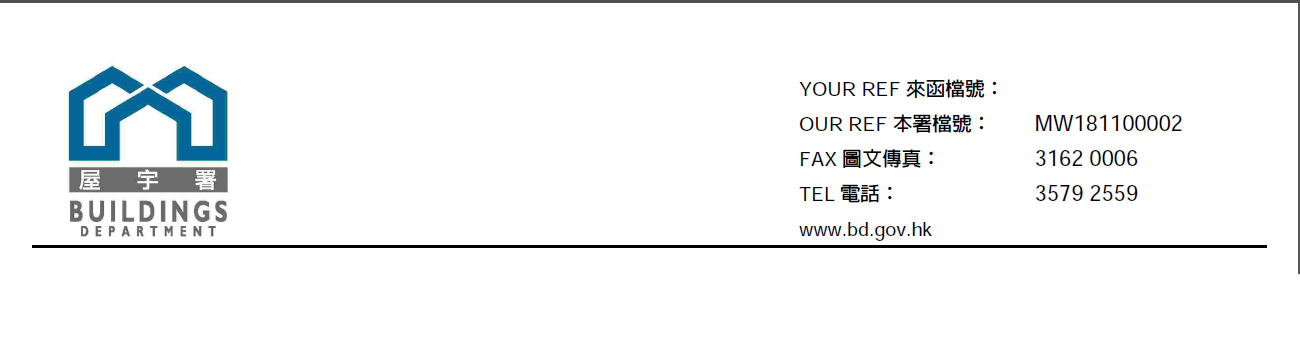 屋宇署
BUILDINGS
DEPARTMENT
YOUR REF 來函檔號：
OUR REF 本署檔號： MW181100002
FAX 圖文傳真： 3162 0006
TEL 電話： 3579 2559
www.bd.gov.hk